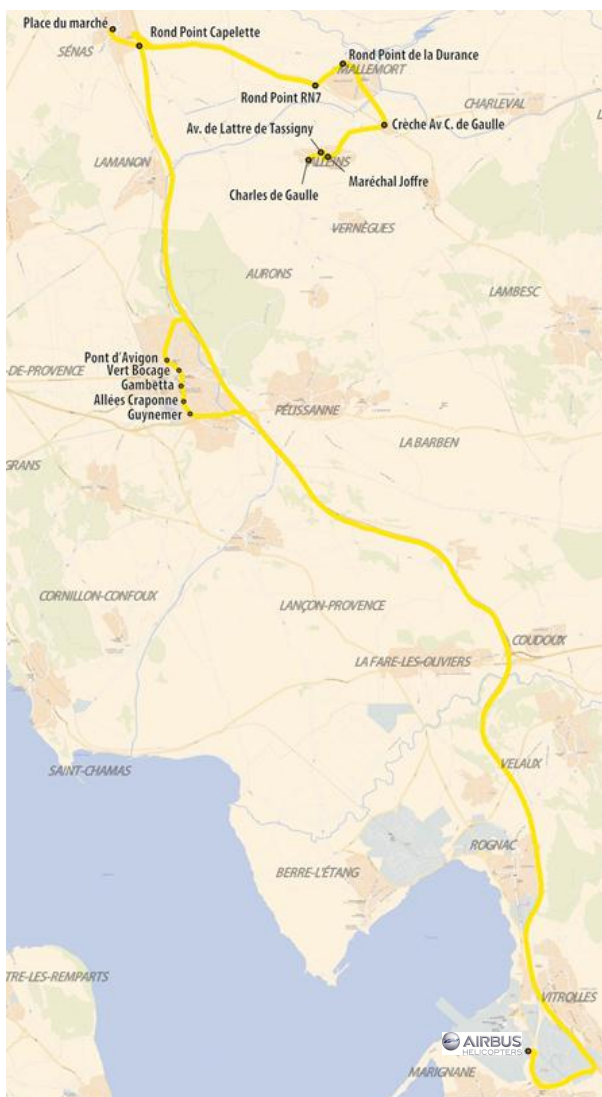 Place du marché
Rond Point Capelette
SÉNAS
Rond Point de la Durance
MALLEMORT
Rond Point RN7
CHARLEVAL
Av. de Lattre de Tassigny
Crèche Av C. de Gaulle
LAMANON
ALLEINS
Maréchal Joffre
Charles de Gaulle
VERNÈGUES
AURONS
LAMBESC
Pont d'Avigon
DE-PROVENCE
Vert Bocage
Gambetta
Allées Craponne
PÉLISSANNE
Guynemer
LA BARBEN
GRANS
CORNILLON-CONFOUX
LANÇON-PROVENCE
COUDOUX
LA FARE-LES-OLIVIERS
SAINT-CHAMAS
VELAUX
ROGNAC
BERRE-L'ÉTANG
TRE-LES-REMPARTS
VITROLLES
AIRBUS
HELICOPTERS
MARIGNANE